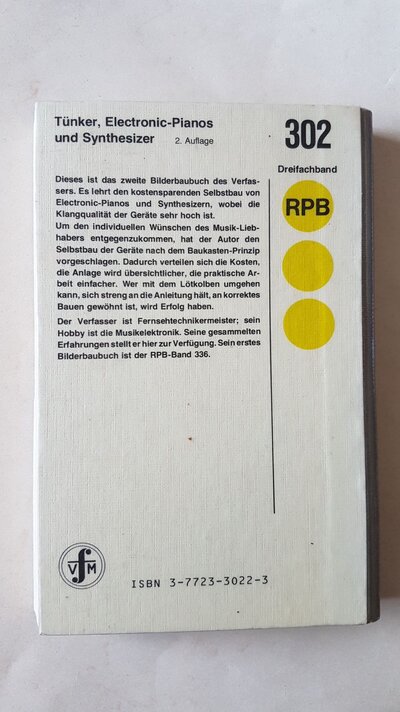 Tünker, Electronic-Pianos
und Synthesizer 2. Auflage
302
Dreifachband
RPB
Dieses ist das zweite Bilderbaubuch des Verfas-
sers. Es lehrt den kostensparenden Selbstbau von
Electronic-Pianos und Synthesizern, wobei die
Klangqualität der Geräte sehr hoch ist.
Um den individuellen Wünschen des Musik-Lieb-
habers entgegenzukommen, hat der Autor den
Selbstbau der Geräte nach dem Baukasten-Prinzip
vorgeschlagen. Dadurch verteilen sich die Kosten,
die Anlage wird übersichtlicher, die praktische Ar-
beit einfacher. Wer mit dem Lötkolben umgehen
kann, sich streng an die Anleitung hält, an korrektes
Bauen gewöhnt ist, wird Erfolg haben.
Der Verfasser ist Fernsehtechnikermeister; sein
Hobby ist die Musikelektronik. Seine gesammelten
Erfahrungen stellt er hier zur Verfügung. Sein erstes
Bilderbaubuch ist der RPB-Band 336.
VfM
ISBN 3-7723-3022-3